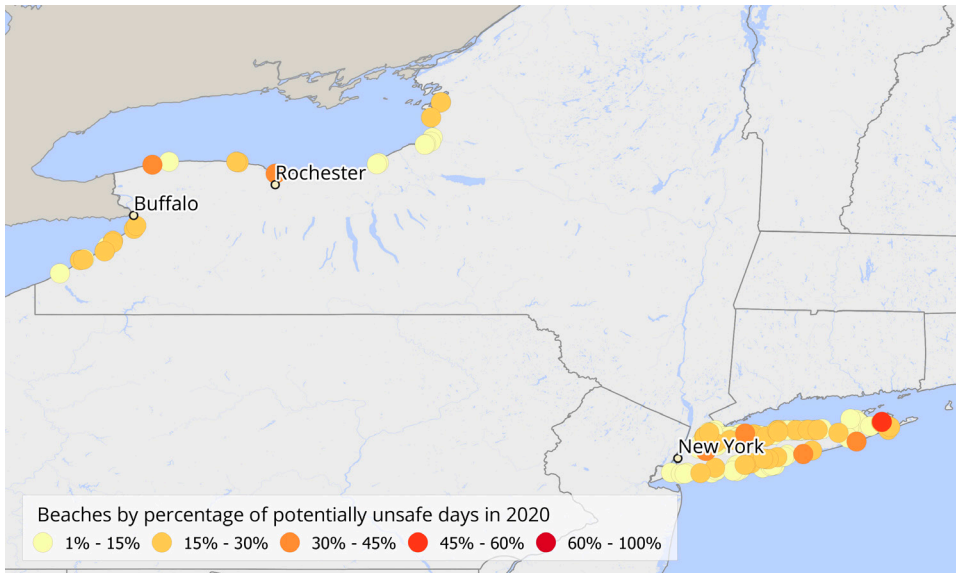 Rochester
Buffalo
New York
Beaches by percentage of potentially unsafe days in 2020
1% - 15% 15% - 30% 30% - 45% 45% - 60% 60% - 100%